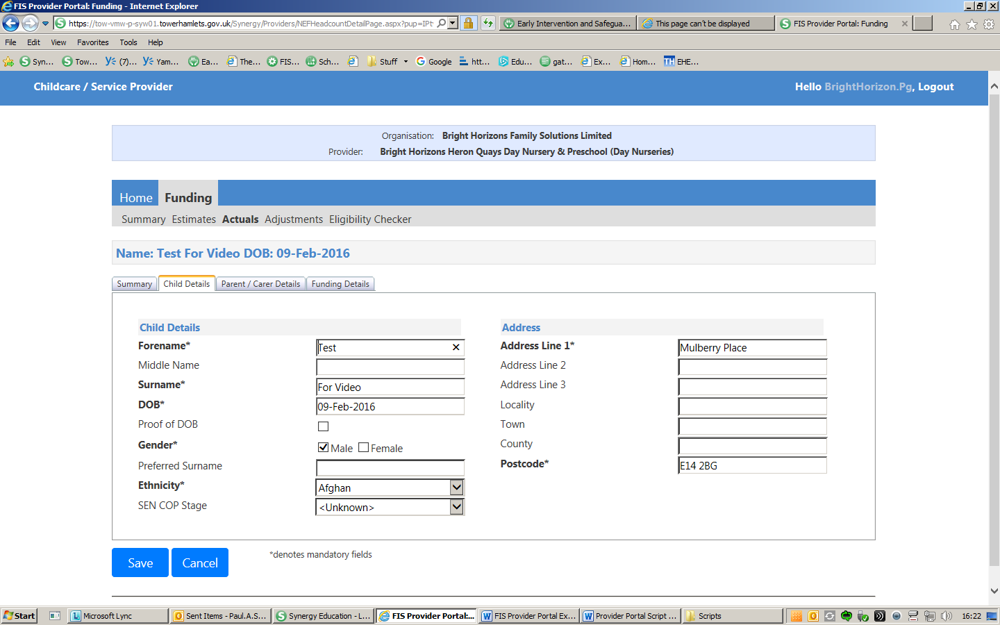 FIS Provider Portal: Funding - Internet Explorer
https://tow-vmw-p-syw01.towerhamlets.gov.uk/Synergy/Providers/NEFHeadcountDetailPage.aspx?pup=IPt
Early Intervention and Safegua...
This page can't be displayed
FIS Provider Portal: Funding
File Edit View Favorites Tools Help
Syn... Tow... (7)... Yam... Ea... The... FIS... Sch... Stuff Google htt... Edu... gat... Ex... Hom... TH EHE...
Childcare / Service Provider
Hello BrightHorizon.Pg, Logout
Organisation: Bright Horizons Family Solutions Limited
Provider: Bright Horizons Heron Quays Day Nursery & Preschool (Day Nurseries)
Home Funding
Summary Estimates Actuals Adjustments Eligibility Checker
Name: Test For Video DOB: 09-Feb-2016
Summary Child Details Parent / Carer Details Funding Details
Child Details
Forename* Test
Middle Name
Surname* For Video
DOB* 09-Feb-2016
Proof of DOB
Gender* Male Female
Preferred Surname
Ethnicity* Afghan
SEN COP Stage <Unknown>
Address
Address Line 1* Mulberry Place
Address Line 2
Address Line 3
Locality
Town
County
Postcode* E14 2BG
Save Cancel *denotes mandatory fields
Start Microsoft Lync Sent Items - Paul.A.S... Synergy Education - L... FIS Provider Portal:... FIS Provider Portal Ex... Provider Portal Script ... Scripts 16:22